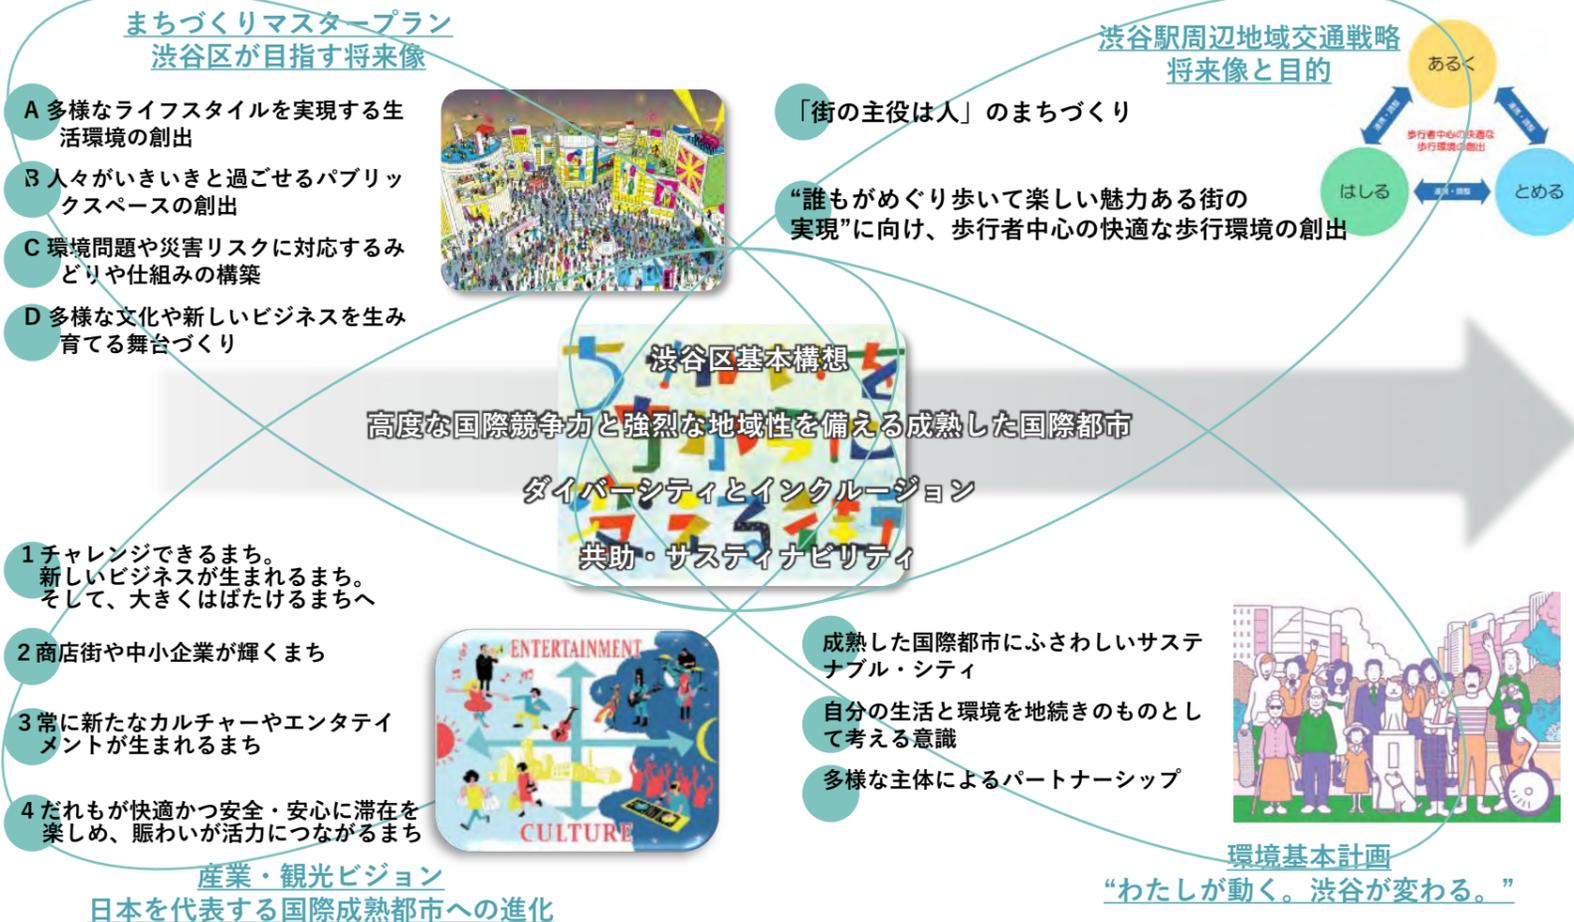 まちづくりマスタープラン
渋谷区が目指す将来像
A 多様なライフスタイルを実現する生
活環境の創出
B 人々がいきいきと過ごせるパブリッ
クスペースの創出
C 環境問題や災害リスクに対応するみ
どりや仕組みの構築
D 多様な文化や新しいビジネスを生み
育てる舞台づくり
渋谷駅周辺地域交通戦略
将来像と目的
「街の主役は人」のまちづくり
“誰もがめぐり歩いて楽しい魅力ある街の
実現”に向け、歩行者中心の快適な歩行環境の創出
あるく
連携・調整
連携・調整
歩行者中心の快適な
歩行環境の創出
はしる
連携・調整
とめる
渋谷区基本構想
高度な国際競争力と強烈な地域性を備える成熟した国際都市
ダイバーシティとインクルージョン
共助・サスティナビリティ
1 チャレンジできるまち。
新しいビジネスが生まれるまち。
そして、大きくはばたけるまちへ
2 商店街や中小企業が輝くまち
3 常に新たなカルチャーやエンタテイ
メントが生まれるまち
4 だれもが快適かつ安全・安心に滞在を
楽しめ、賑わいが活力につながるまち
ENTERTAINMENT
CULTURE
産業・観光ビジョン
日本を代表する国際成熟都市への進化
成熟した国際都市にふさわしいサステ
ナブル・シティ
自分の生活と環境を地続きのものとし
て考える意識
多様な主体によるパートナーシップ
環境基本計画
“わたしが動く。渋谷が変わる。”